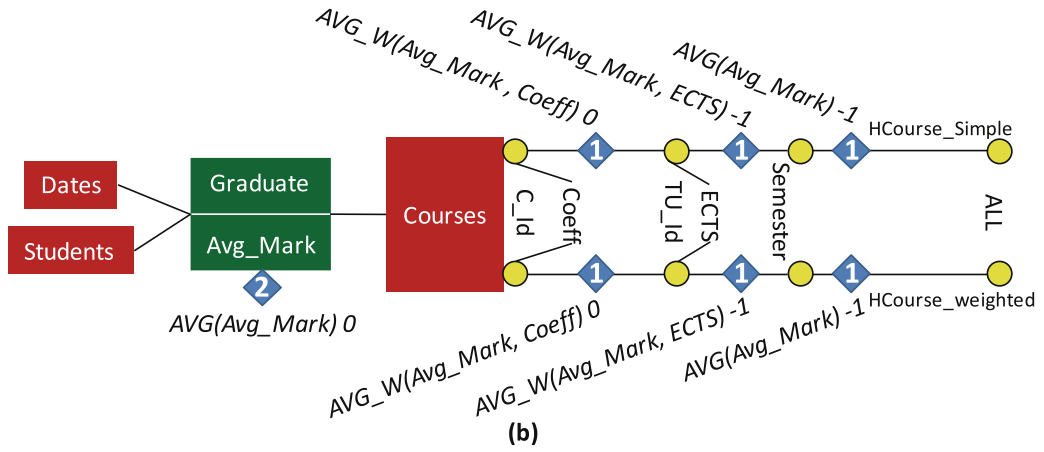 AVG_W(Avg_Mark , Coeff) 0
AVG_W(Avg_Mark, ECTS) -1
AVG(Avg_Mark) -1
1
1
1
HCourse_Simple
Dates
Students
Graduate
Avg_Mark
2
AVG(Avg_Mark) 0
Courses
C_Id
Coeff
TU_Id
ECTS
Semester
ALL
1
1
1
HCourse_weighted
AVG_W(Avg_Mark, Coeff) 0
AVG_W(Avg_Mark, ECTS) -1
AVG(Avg_Mark) -1
(b)